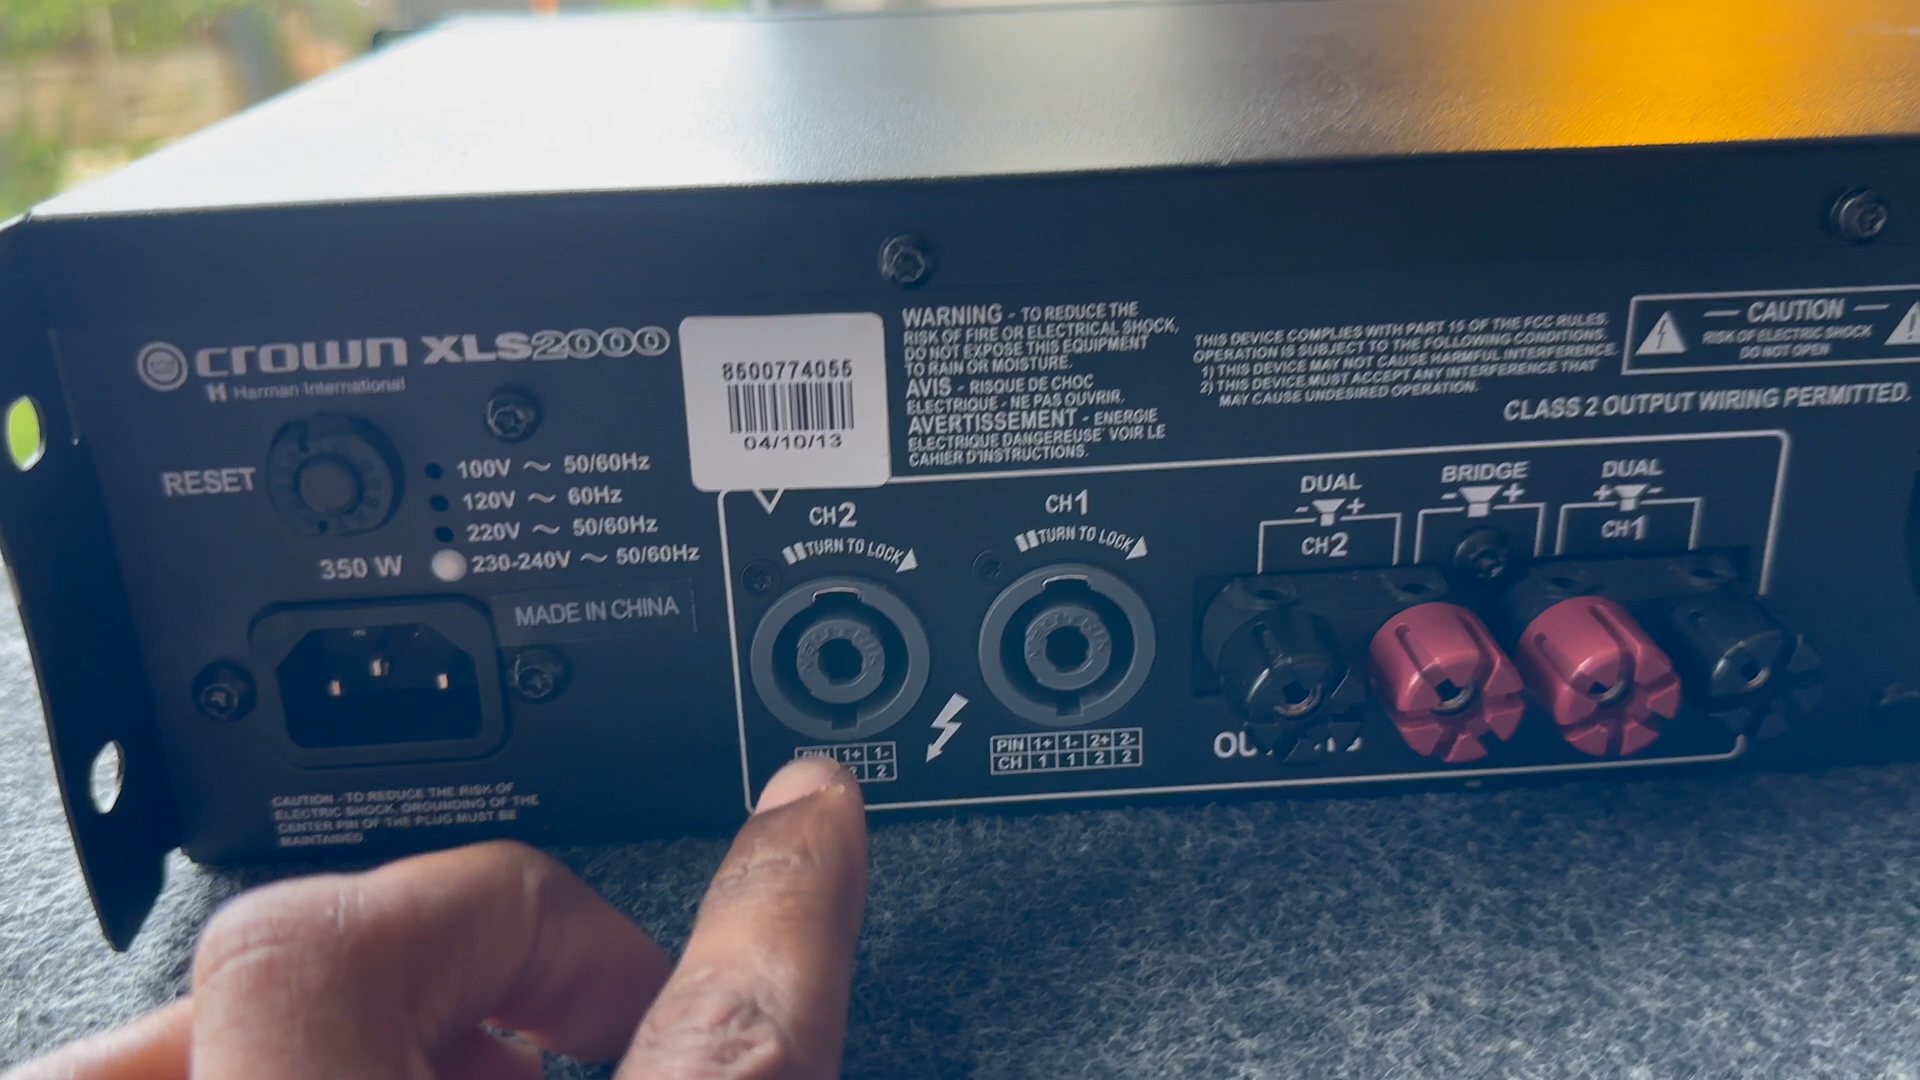 crown XLS2000
Harman International
RESET
100V ~ 50/60Hz
120V ~ 60Hz
220V ~ 50/60Hz
350 W
230-240V ~ 50/60Hz
MADE IN CHINA
CAUTION - TO REDUCE THE RISK OF
ELECTRIC SHOCK, GROUNDING OF THE
CENTER PIN OF THE PLUG MUST BE
MAINTAINED.
8500774055
04/10/13
WARNING - TO REDUCE THE
RISK OF FIRE OR ELECTRICAL SHOCK,
DO NOT EXPOSE THIS EQUIPMENT
TO RAIN OR MOISTURE.
AVIS - RISQUE DE CHOC
ELECTRIQUE - NE PAS OUVRIR.
AVERTISSEMENT - ENERGIE
ELECTRIQUE DANGEREUSE VOIR LE
CAHIER D'INSTRUCTIONS.
THIS DEVICE COMPLIES WITH PART 15 OF THE FCC RULES.
OPERATION IS SUBJECT TO THE FOLLOWING CONDITIONS.
1) THIS DEVICE MAY NOT CAUSE HARMFUL INTERFERENCE
2) THIS DEVICE MUST ACCEPT ANY INTERFERENCE THAT
MAY CAUSE UNDESIRED OPERATION.
CAUTION
RISK OF ELECTRIC SHOCK
DO NOT OPEN
CLASS 2 OUTPUT WIRING PERMITTED.
CH2
TURN TO LOCK
PIN 1+ 1-
2 2
CH1
TURN TO LOCK
PIN 1+ 1- 2+ 2-
CH 1 1 2 2
DUAL
- +
CH2
BRIDGE
- +
DUAL
+ -
CH1